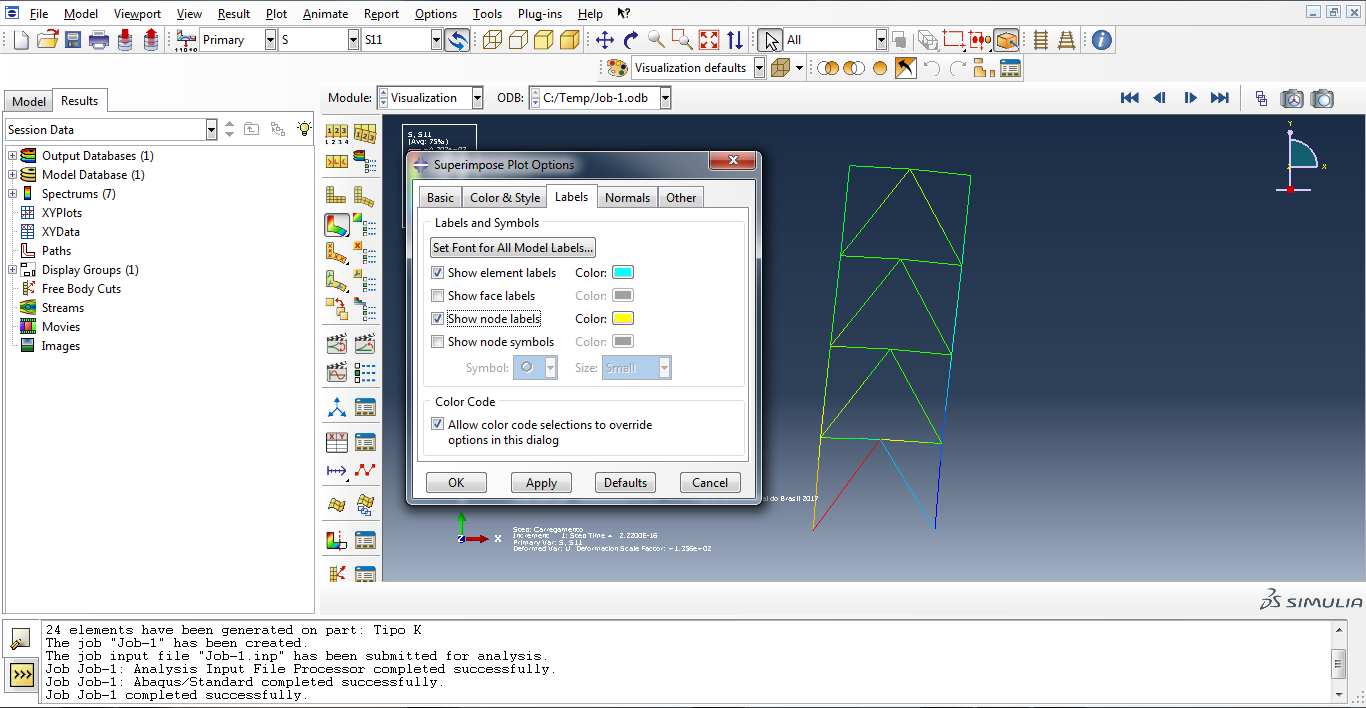 File Model Viewport View Result Plot Animate Report Options Tools Plug-ins Help
Primary S S11 All
Visualization defaults
Model Results
Module: Visualization ODB: C:/Temp/Job-1.odb
Session Data
Output Databases (1)
Model Database (1)
Spectrums (7)
XYPlots
XYData
Paths
Display Groups (1)
Free Body Cuts
Streams
Movies
Images
S, S11
(Avg: 75%)
Superimpose Plot Options
Basic Color & Style Labels Normals Other
Labels and Symbols
Set Font for All Model Labels...
Show element labels Color:
Show face labels Color:
Show node labels Color:
Show node symbols Color:
Symbol: Size: Small
Color Code
Allow color code selections to override
options in this dialog
OK Apply Defaults Cancel
Y
X
Z
do Brasil 2017
X
Step: Carregamento
Increment 1: Step Time = 2.2200E-16
Primary Var: S, S11
Deformed Var: U Deformation Scale Factor: +1.356e+02
SIMULIA
24 elements have been generated on part: Tipo K
The job "Job-1" has been created.
The job input file "Job-1.inp" has been submitted for analysis.
Job Job-1: Analysis Input File Processor completed successfully.
Job Job-1: Abaqus/Standard completed successfully.
Job Job-1 completed successfully.